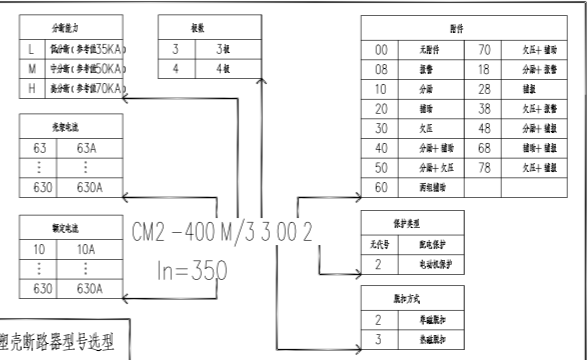 分断能力
L 低分断(参考值35KA)
M 中分断(参考值50KA)
H 高分断(参考值70KA)
极数
3 3极
4 4极
附件
00 无附件 70 欠压+辅助
08 报警 18 分励+报警
10 分励 28 辅报
20 辅助 38 欠压+报警
30 欠压 48 分励+辅报
40 分励+辅助 68 辅助+辅报
50 分励+欠压 78 欠压+辅报
60 两组辅助
壳架电流
63 63A
⋮ ⋮
630 630A
额定电流
10 10A
⋮ ⋮
630 630A
CM2-400M/33002
In=350
保护类型
无代号 配电保护
2 电动机保护
脱扣方式
2 单磁脱扣
3 热磁脱扣
塑壳断路器型号选型